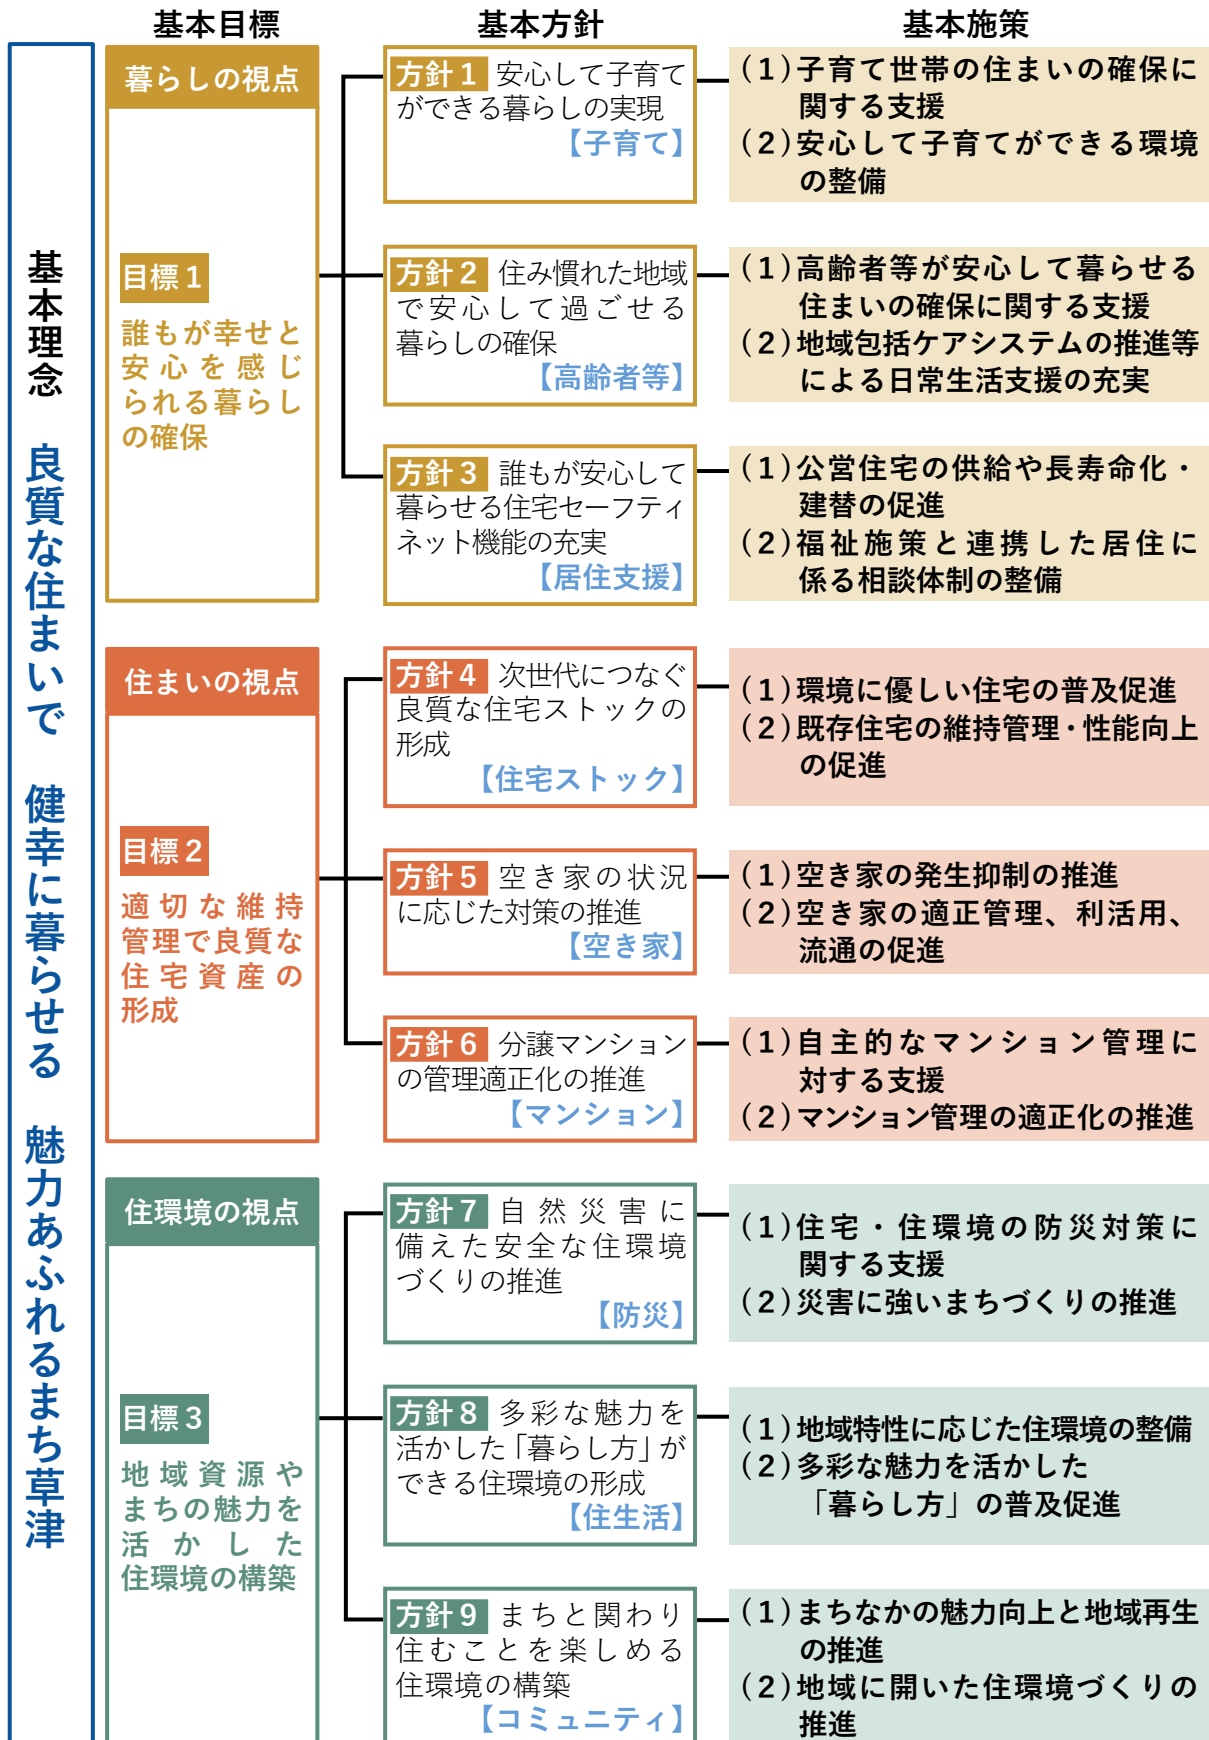 基本目標
基本方針
基本施策
基本理念 良質な住まいで 健幸に暮らせる 魅力あふれるまち草津
暮らしの視点
目標1
誰もが幸せと
安心を感じ
られる暮らし
の確保
方針1 安心して子育て
ができる暮らしの実現
【子育て】
(1)子育て世帯の住まいの確保に
関する支援
(2)安心して子育てができる環境
の整備
方針2 住み慣れた地域
で安心して過ごせる
暮らしの確保
【高齢者等】
(1)高齢者等が安心して暮らせる
住まいの確保に関する支援
(2)地域包括ケアシステムの推進等
による日常生活支援の充実
方針3 誰もが安心して
暮らせる住宅セーフティ
ネット機能の充実
【居住支援】
(1)公営住宅の供給や長寿命化・
建替の促進
(2)福祉施策と連携した居住に
係る相談体制の整備
住まいの視点
目標2
適切な維持
管理で良質な
住宅資産の
形成
方針4 次世代につなぐ
良質な住宅ストックの
形成
【住宅ストック】
(1)環境に優しい住宅の普及促進
(2)既存住宅の維持管理・性能向上
の促進
方針5 空き家の状況
に応じた対策の推進
【空き家】
(1)空き家の発生抑制の推進
(2)空き家の適正管理、利活用、
流通の促進
方針6 分譲マンション
の管理適正化の推進
【マンション】
(1)自主的なマンション管理に
対する支援
(2)マンション管理の適正化の推進
住環境の視点
目標3
地域資源や
まちの魅力を
活かした
住環境の構築
方針7 自然災害に
備えた安全な住環境
づくりの推進
【防災】
(1)住宅・住環境の防災対策に
関する支援
(2)災害に強いまちづくりの推進
方針8 多彩な魅力を
活かした「暮らし方」が
できる住環境の形成
【住生活】
(1)地域特性に応じた住環境の整備
(2)多彩な魅力を活かした
「暮らし方」の普及促進
方針9 まちと関わり
住むことを楽しめる
住環境の構築
【コミュニティ】
(1)まちなかの魅力向上と地域再生
の推進
(2)地域に開いた住環境づくりの
推進